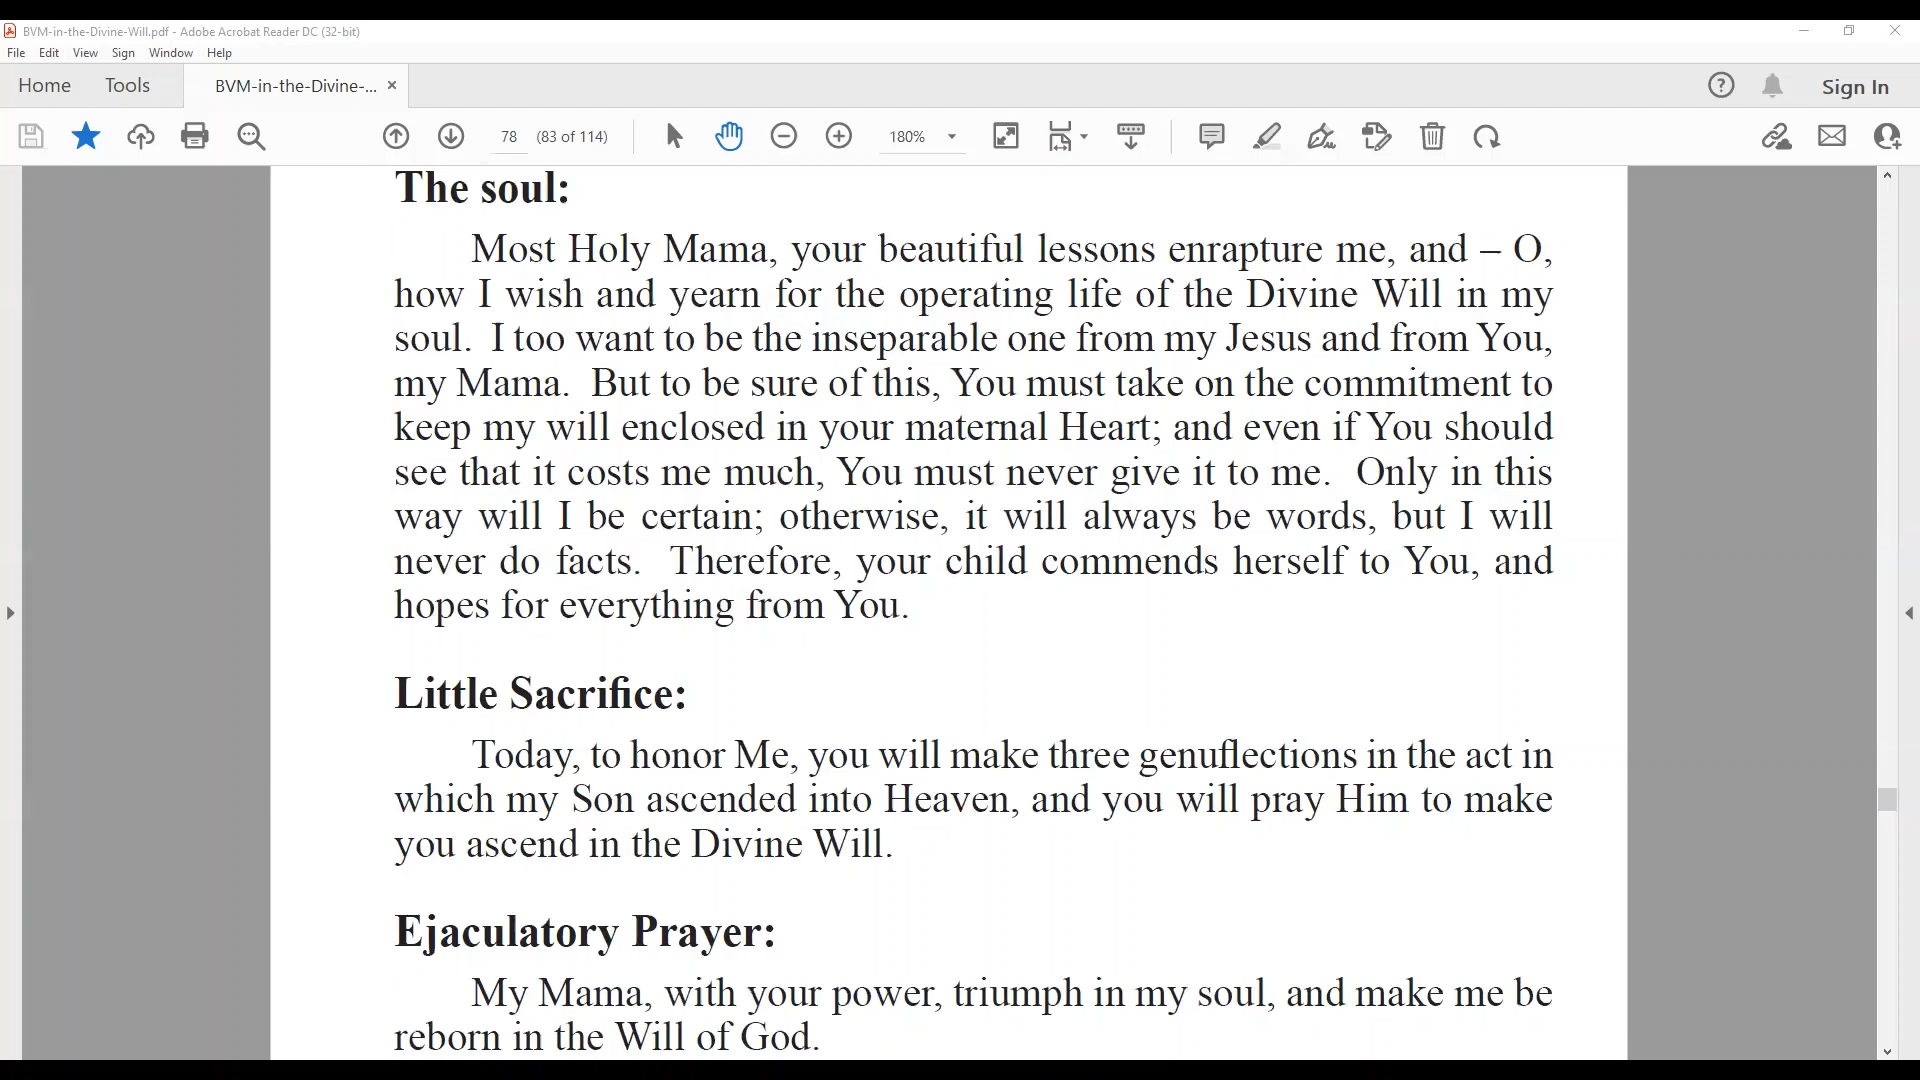 BVM-in-the-Divine-Will.pdf - Adobe Acrobat Reader DC (32-bit)
File Edit View Sign Window Help
Home Tools BVM-in-the-Divine-... × Sign In
78 (83 of 114) 180%
The soul:
Most Holy Mama, your beautiful lessons enrapture me, and – O,
how I wish and yearn for the operating life of the Divine Will in my
soul. I too want to be the inseparable one from my Jesus and from You,
my Mama. But to be sure of this, You must take on the commitment to
keep my will enclosed in your maternal Heart; and even if You should
see that it costs me much, You must never give it to me. Only in this
way will I be certain; otherwise, it will always be words, but I will
never do facts. Therefore, your child commends herself to You, and
hopes for everything from You.
Little Sacrifice:
Today, to honor Me, you will make three genuflections in the act in
which my Son ascended into Heaven, and you will pray Him to make
you ascend in the Divine Will.
Ejaculatory Prayer:
My Mama, with your power, triumph in my soul, and make me be
reborn in the Will of God.